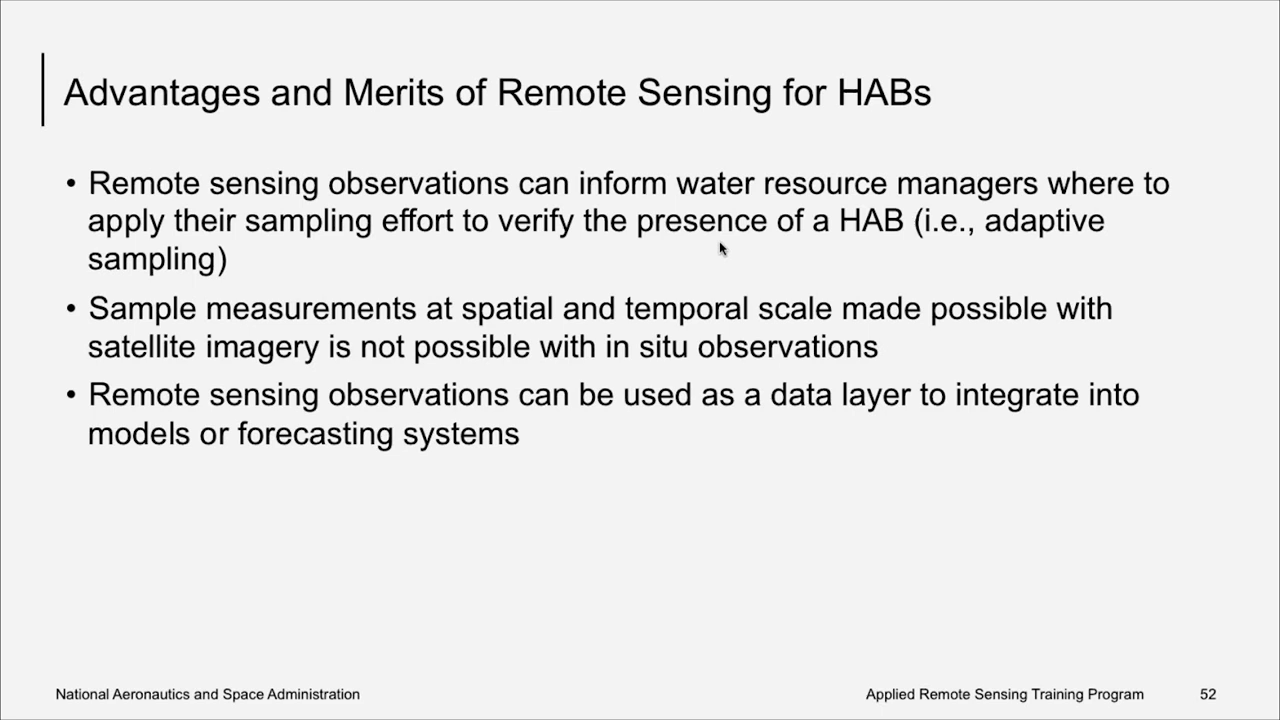 Advantages and Merits of Remote Sensing for HABs
• Remote sensing observations can inform water resource managers where to
apply their sampling effort to verify the presence of a HAB (i.e., adaptive
sampling)
• Sample measurements at spatial and temporal scale made possible with
satellite imagery is not possible with in situ observations
• Remote sensing observations can be used as a data layer to integrate into
models or forecasting systems
National Aeronautics and Space Administration
Applied Remote Sensing Training Program
52